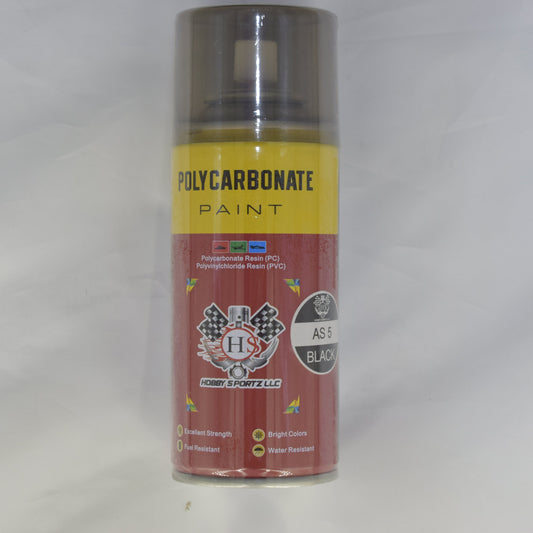 POLYCARBONATE
PAINT
Polycarbonate Resin (PC)
Polyvinylchloride Resin (PVC)
HS
HOBBY SPORTZ LLC
AS 5
BLACK
Excellent Strength
Bright Colors
Fuel Resistant
Water Resistant